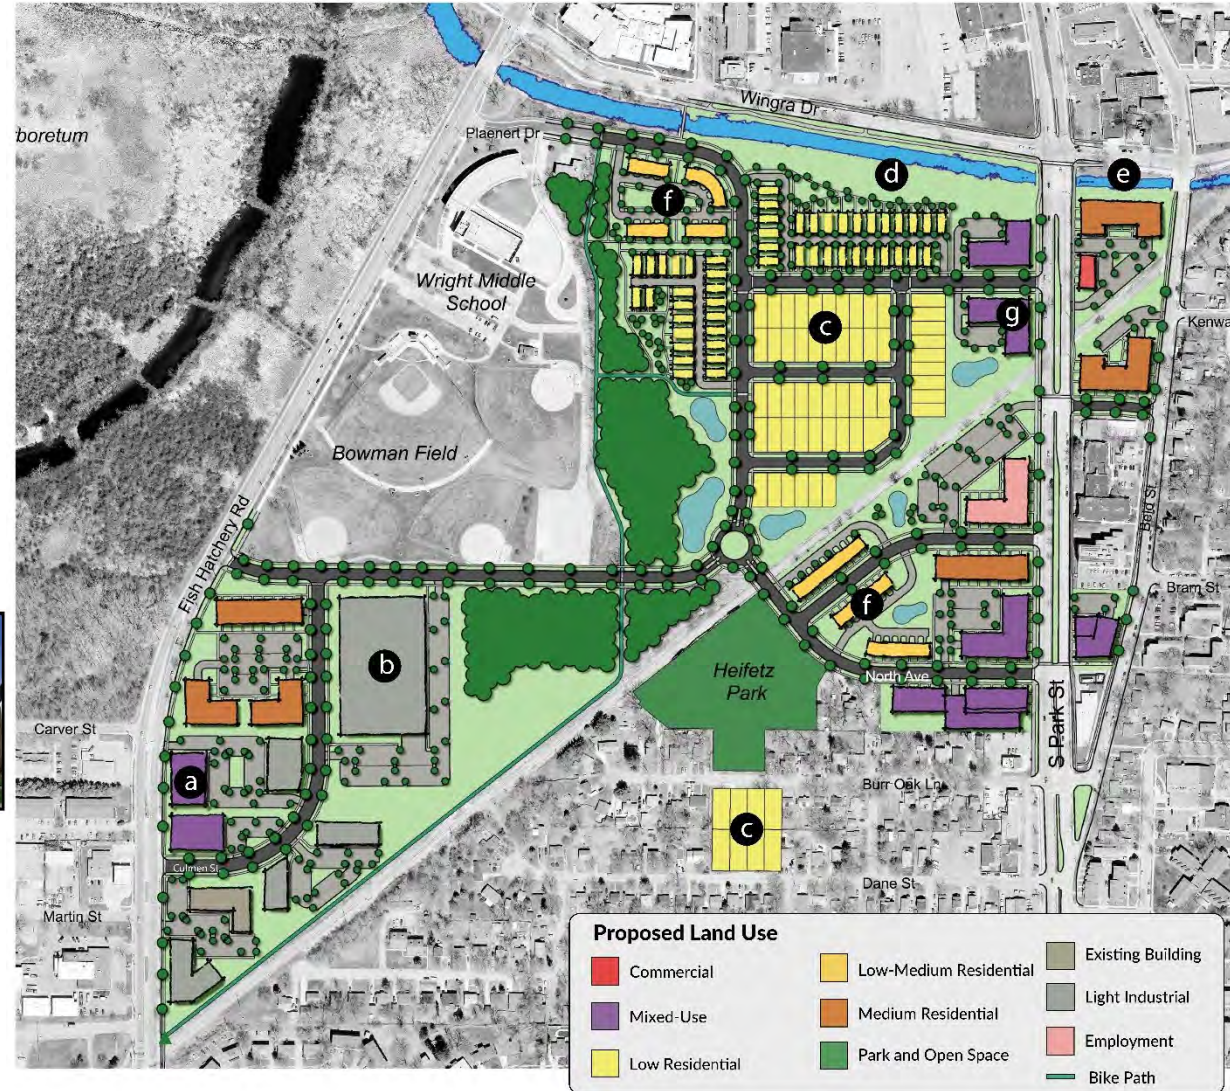 Wingra Dr
boretum
Plaenert Dr
d
e
f
Wright Middle
School
c
g
Kenwa
Bowman Field
Fish Hatchery Rd
Beld St
Bram St
f
b
Heifetz
Park
North Ave
S Park St
Carver St
a
Burr Oak Ln
c
Culmen St
Dane St
Martin St
Proposed Land Use
Commercial
Mixed-Use
Low Residential
Low-Medium Residential
Medium Residential
Park and Open Space
Existing Building
Light Industrial
Employment
Bike Path